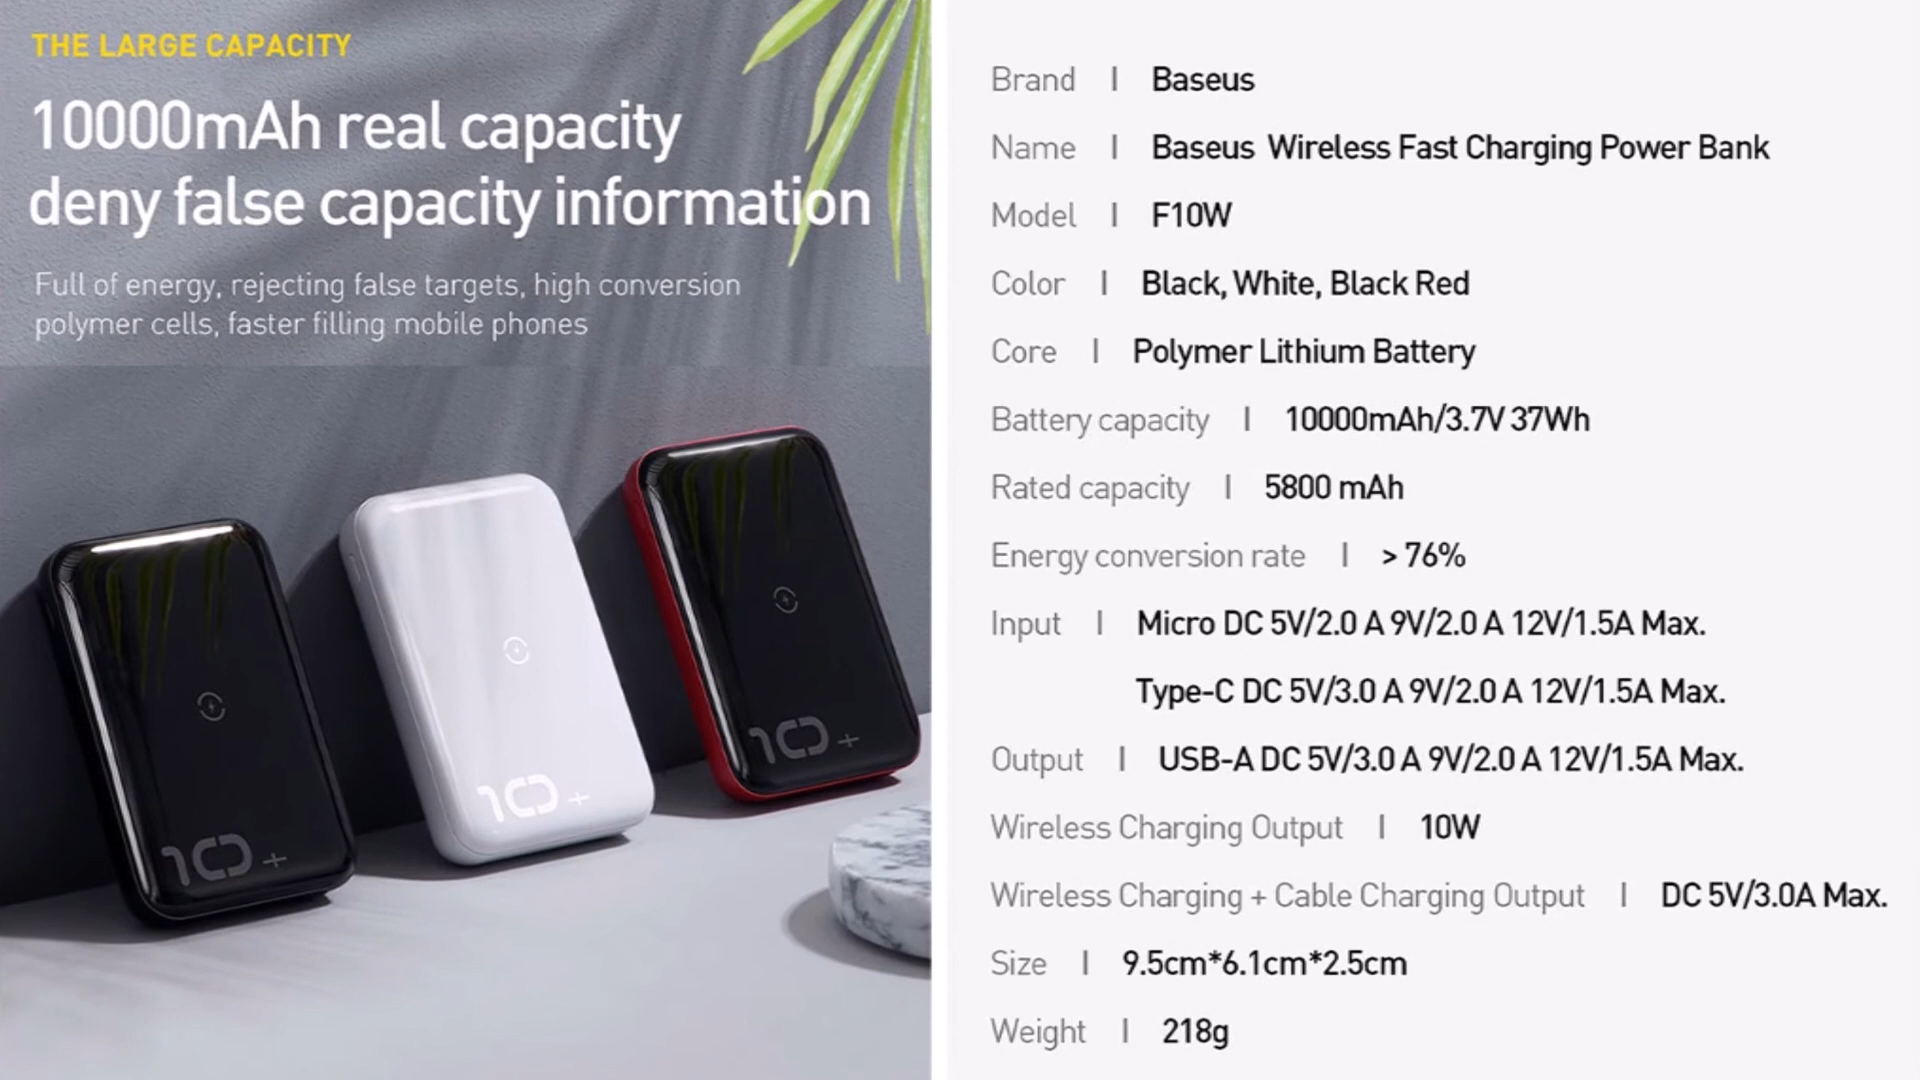 THE LARGE CAPACITY
10000mAh real capacity
deny false capacity information
Full of energy, rejecting false targets, high conversion
polymer cells, faster filling mobile phones
10+
10+
10+
Brand | Baseus
Name | Baseus Wireless Fast Charging Power Bank
Model | F10W
Color | Black, White, Black Red
Core | Polymer Lithium Battery
Battery capacity | 10000mAh/3.7V 37Wh
Rated capacity | 5800 mAh
Energy conversion rate | > 76%
Input | Micro DC 5V/2.0 A 9V/2.0 A 12V/1.5A Max.
Type-C DC 5V/3.0 A 9V/2.0 A 12V/1.5A Max.
Output | USB-A DC 5V/3.0 A 9V/2.0 A 12V/1.5A Max.
Wireless Charging Output | 10W
Wireless Charging + Cable Charging Output | DC 5V/3.0A Max.
Size | 9.5cm*6.1cm*2.5cm
Weight | 218g